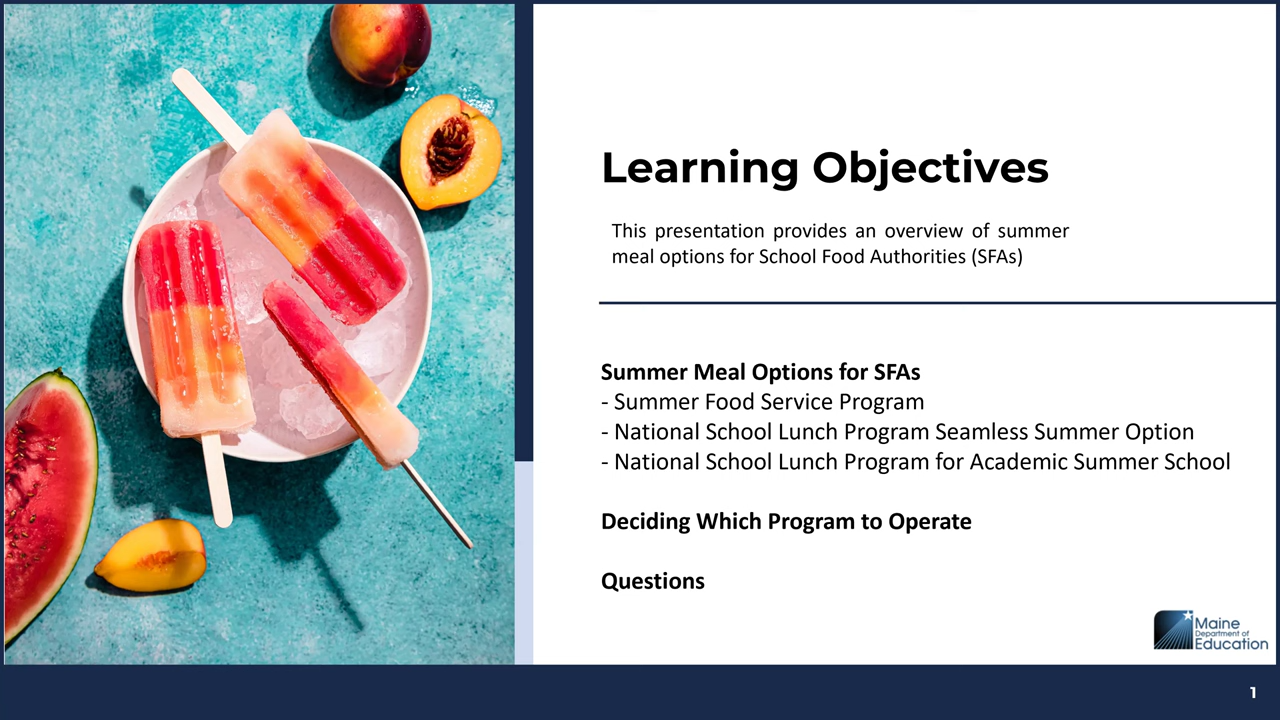 Learning Objectives
This presentation provides an overview of summer
meal options for School Food Authorities (SFAs)
Summer Meal Options for SFAs
- Summer Food Service Program
- National School Lunch Program Seamless Summer Option
- National School Lunch Program for Academic Summer School
Deciding Which Program to Operate
Questions
Maine
Department of
Education
1